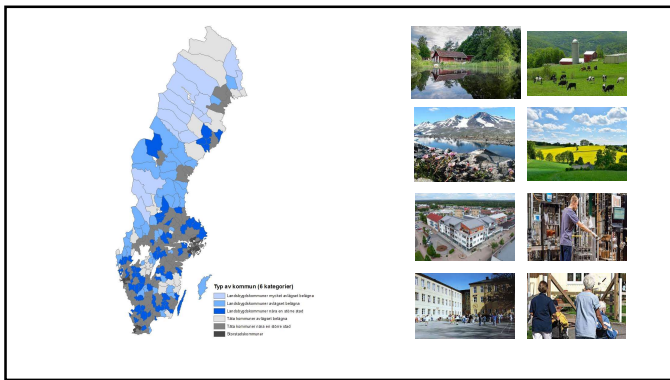 Typ av kommun (6 kategorier)
Landsbygdskommuner mycket avlägset belägna
Landsbygdskommuner avlägset belägna
Landsbygdskommuner nära en större stad
Täta kommuner avlägset belägna
Täta kommuner nära en större stad
Storstadskommuner